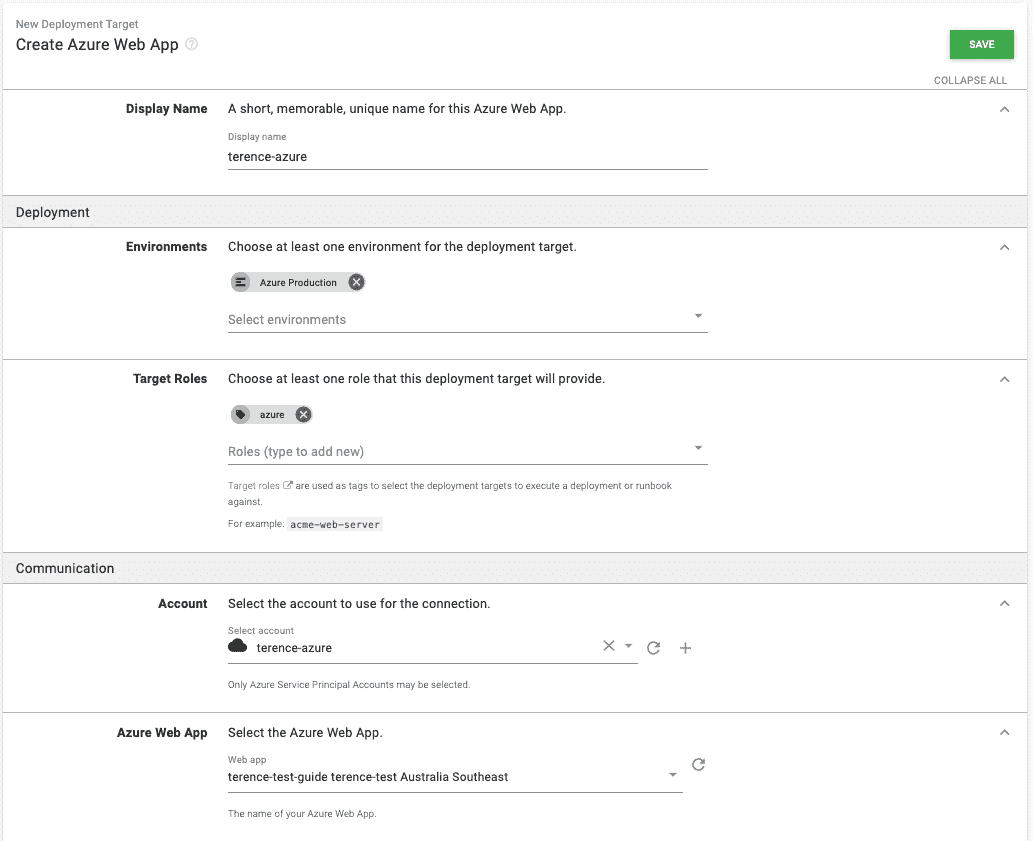 New Deployment Target
Create Azure Web App
SAVE
COLLAPSE ALL
Display Name A short, memorable, unique name for this Azure Web App.
Display name
terence-azure
Deployment
Environments Choose at least one environment for the deployment target.
Azure Production
Select environments
Target Roles Choose at least one role that this deployment target will provide.
azure
Roles (type to add new)
Target roles are used as tags to select the deployment targets to execute a deployment or runbook
against.
For example: acme-web-server
Communication
Account Select the account to use for the connection.
Select account
terence-azure
Only Azure Service Principal Accounts may be selected.
Azure Web App Select the Azure Web App.
Web app
terence-test-guide terence-test Australia Southeast
The name of your Azure Web App.